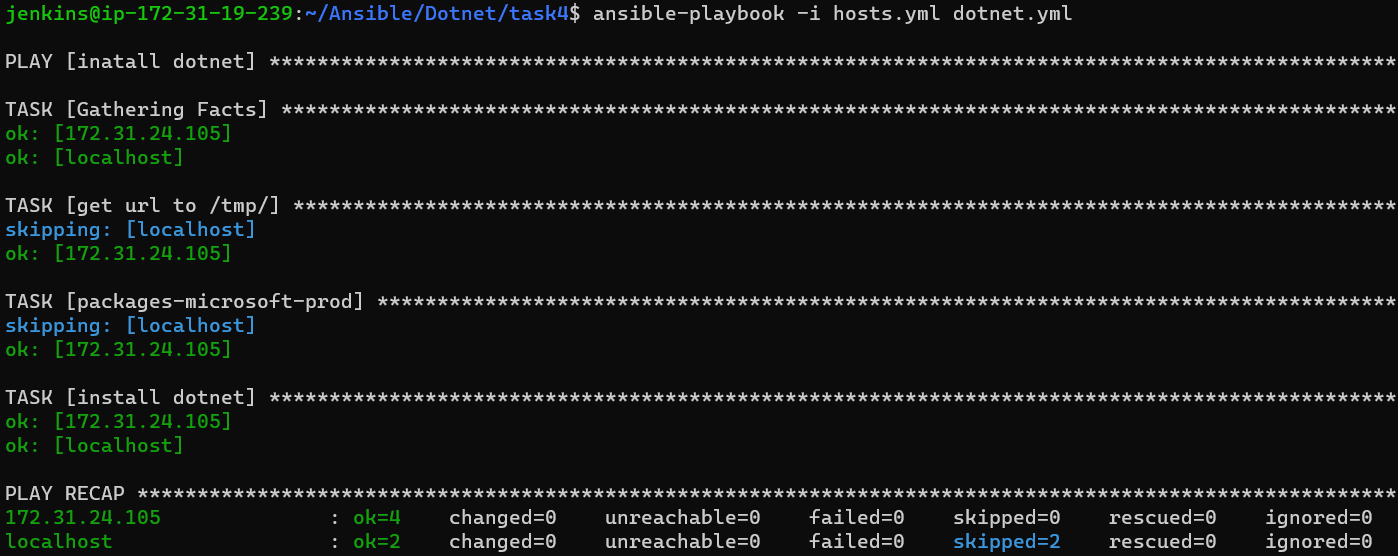 jenkins@ip-172-31-19-239:~/Ansible/Dotnet/task4$ ansible-playbook -i hosts.yml dotnet.yml
PLAY [inatall dotnet] **********************************************************************************************
TASK [Gathering Facts] *********************************************************************************************
ok: [172.31.24.105]
ok: [localhost]
TASK [get url to /tmp/] ********************************************************************************************
skipping: [localhost]
ok: [172.31.24.105]
TASK [packages-microsoft-prod] *************************************************************************************
skipping: [localhost]
ok: [172.31.24.105]
TASK [install dotnet] **********************************************************************************************
ok: [172.31.24.105]
ok: [localhost]
PLAY RECAP *********************************************************************************************************
172.31.24.105              : ok=4    changed=0    unreachable=0    failed=0    skipped=0    rescued=0    ignored=0
localhost                  : ok=2    changed=0    unreachable=0    failed=0    skipped=2    rescued=0    ignored=0